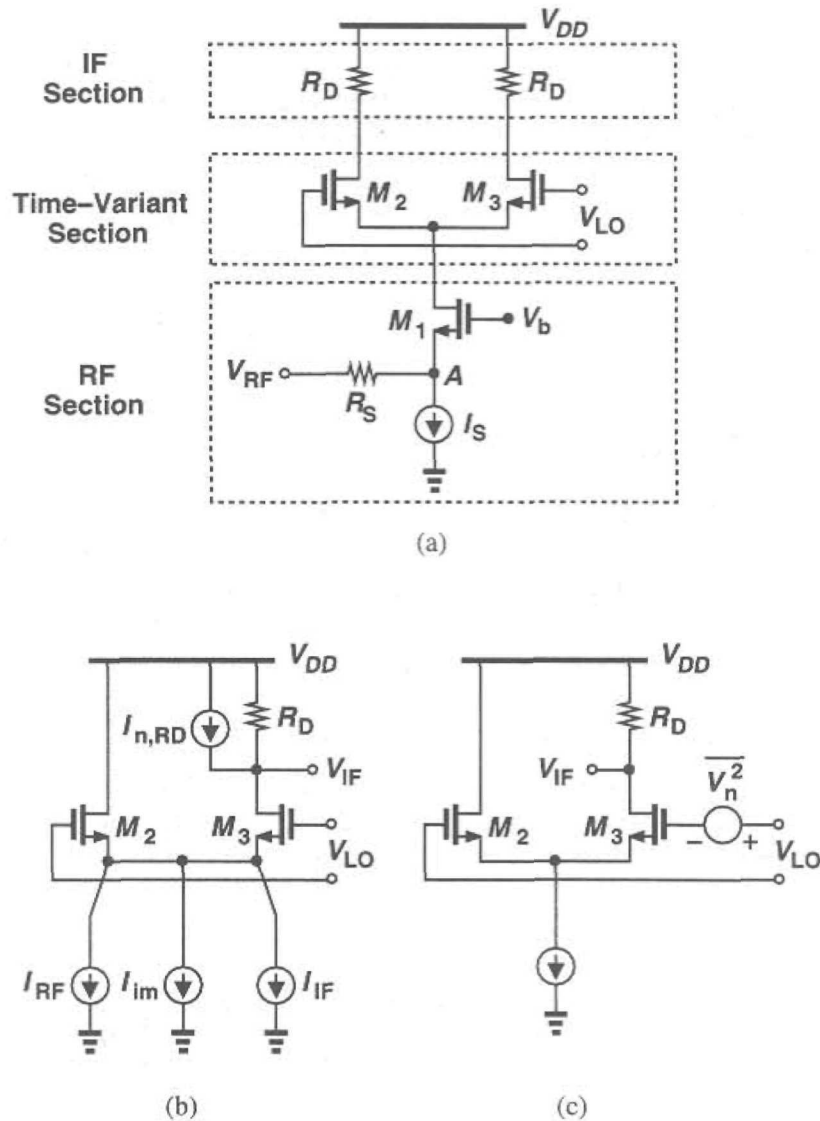 V_DD
IF
Section
R_D R_D
Time–Variant
Section
M_2 M_3
V_LO
RF
Section
M_1 V_b
V_RF A
R_S
I_S
(a)
V_DD
I_n,RD R_D
V_IF
M_2 M_3
V_LO
I_RF I_im I_IF
(b)
V_DD
R_D
V_IF
V_n^2
M_2 M_3
− +
V_LO
(c)